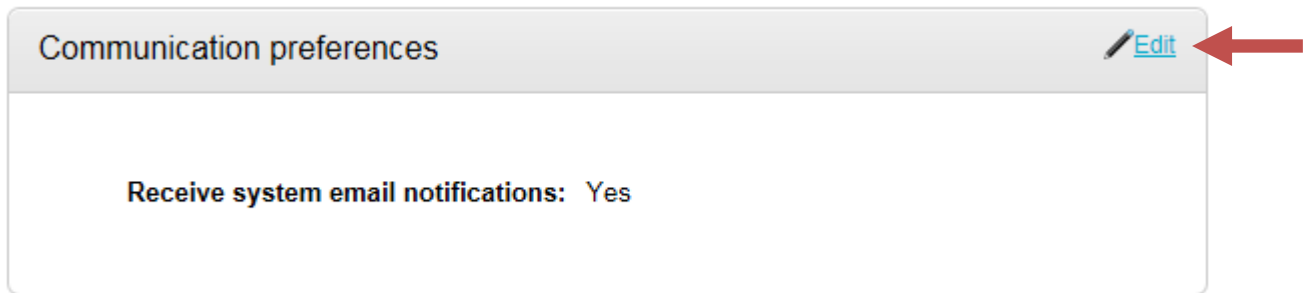 Communication preferences
Edit
Receive system email notifications: Yes